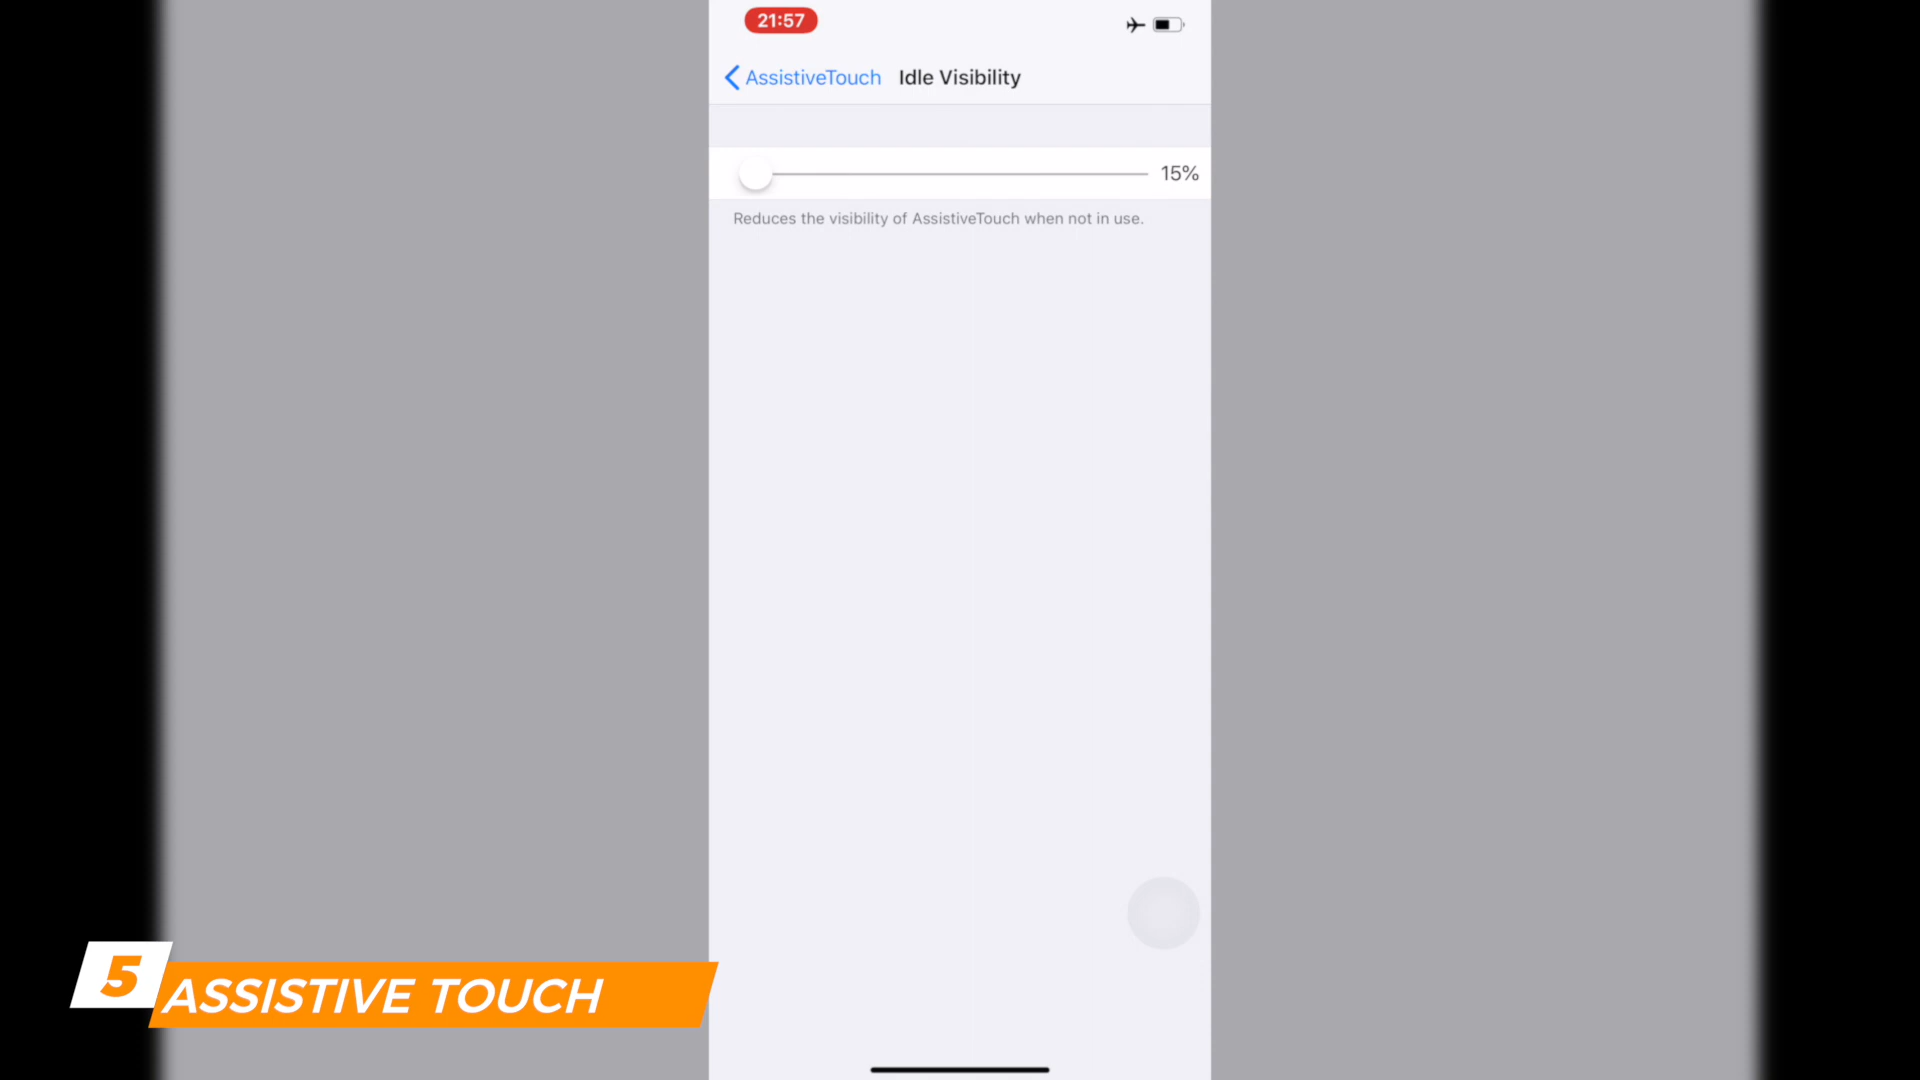 21:57
AssistiveTouch Idle Visibility
15%
Reduces the visibility of AssistiveTouch when not in use.
5
ASSISTIVE TOUCH